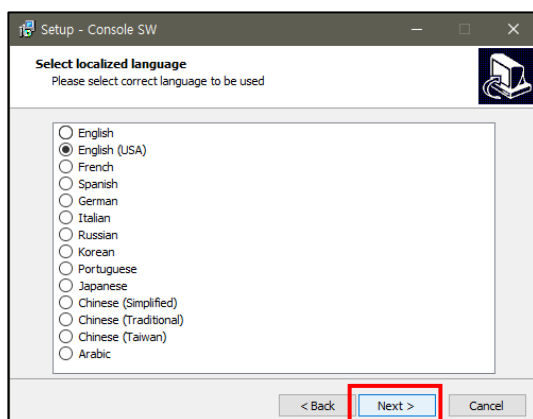 Setup - Console SW
Select localized language
Please select correct language to be used
English
English (USA)
French
Spanish
German
Italian
Russian
Korean
Portuguese
Japanese
Chinese (Simplified)
Chinese (Traditional)
Chinese (Taiwan)
Arabic
< Back Next > Cancel